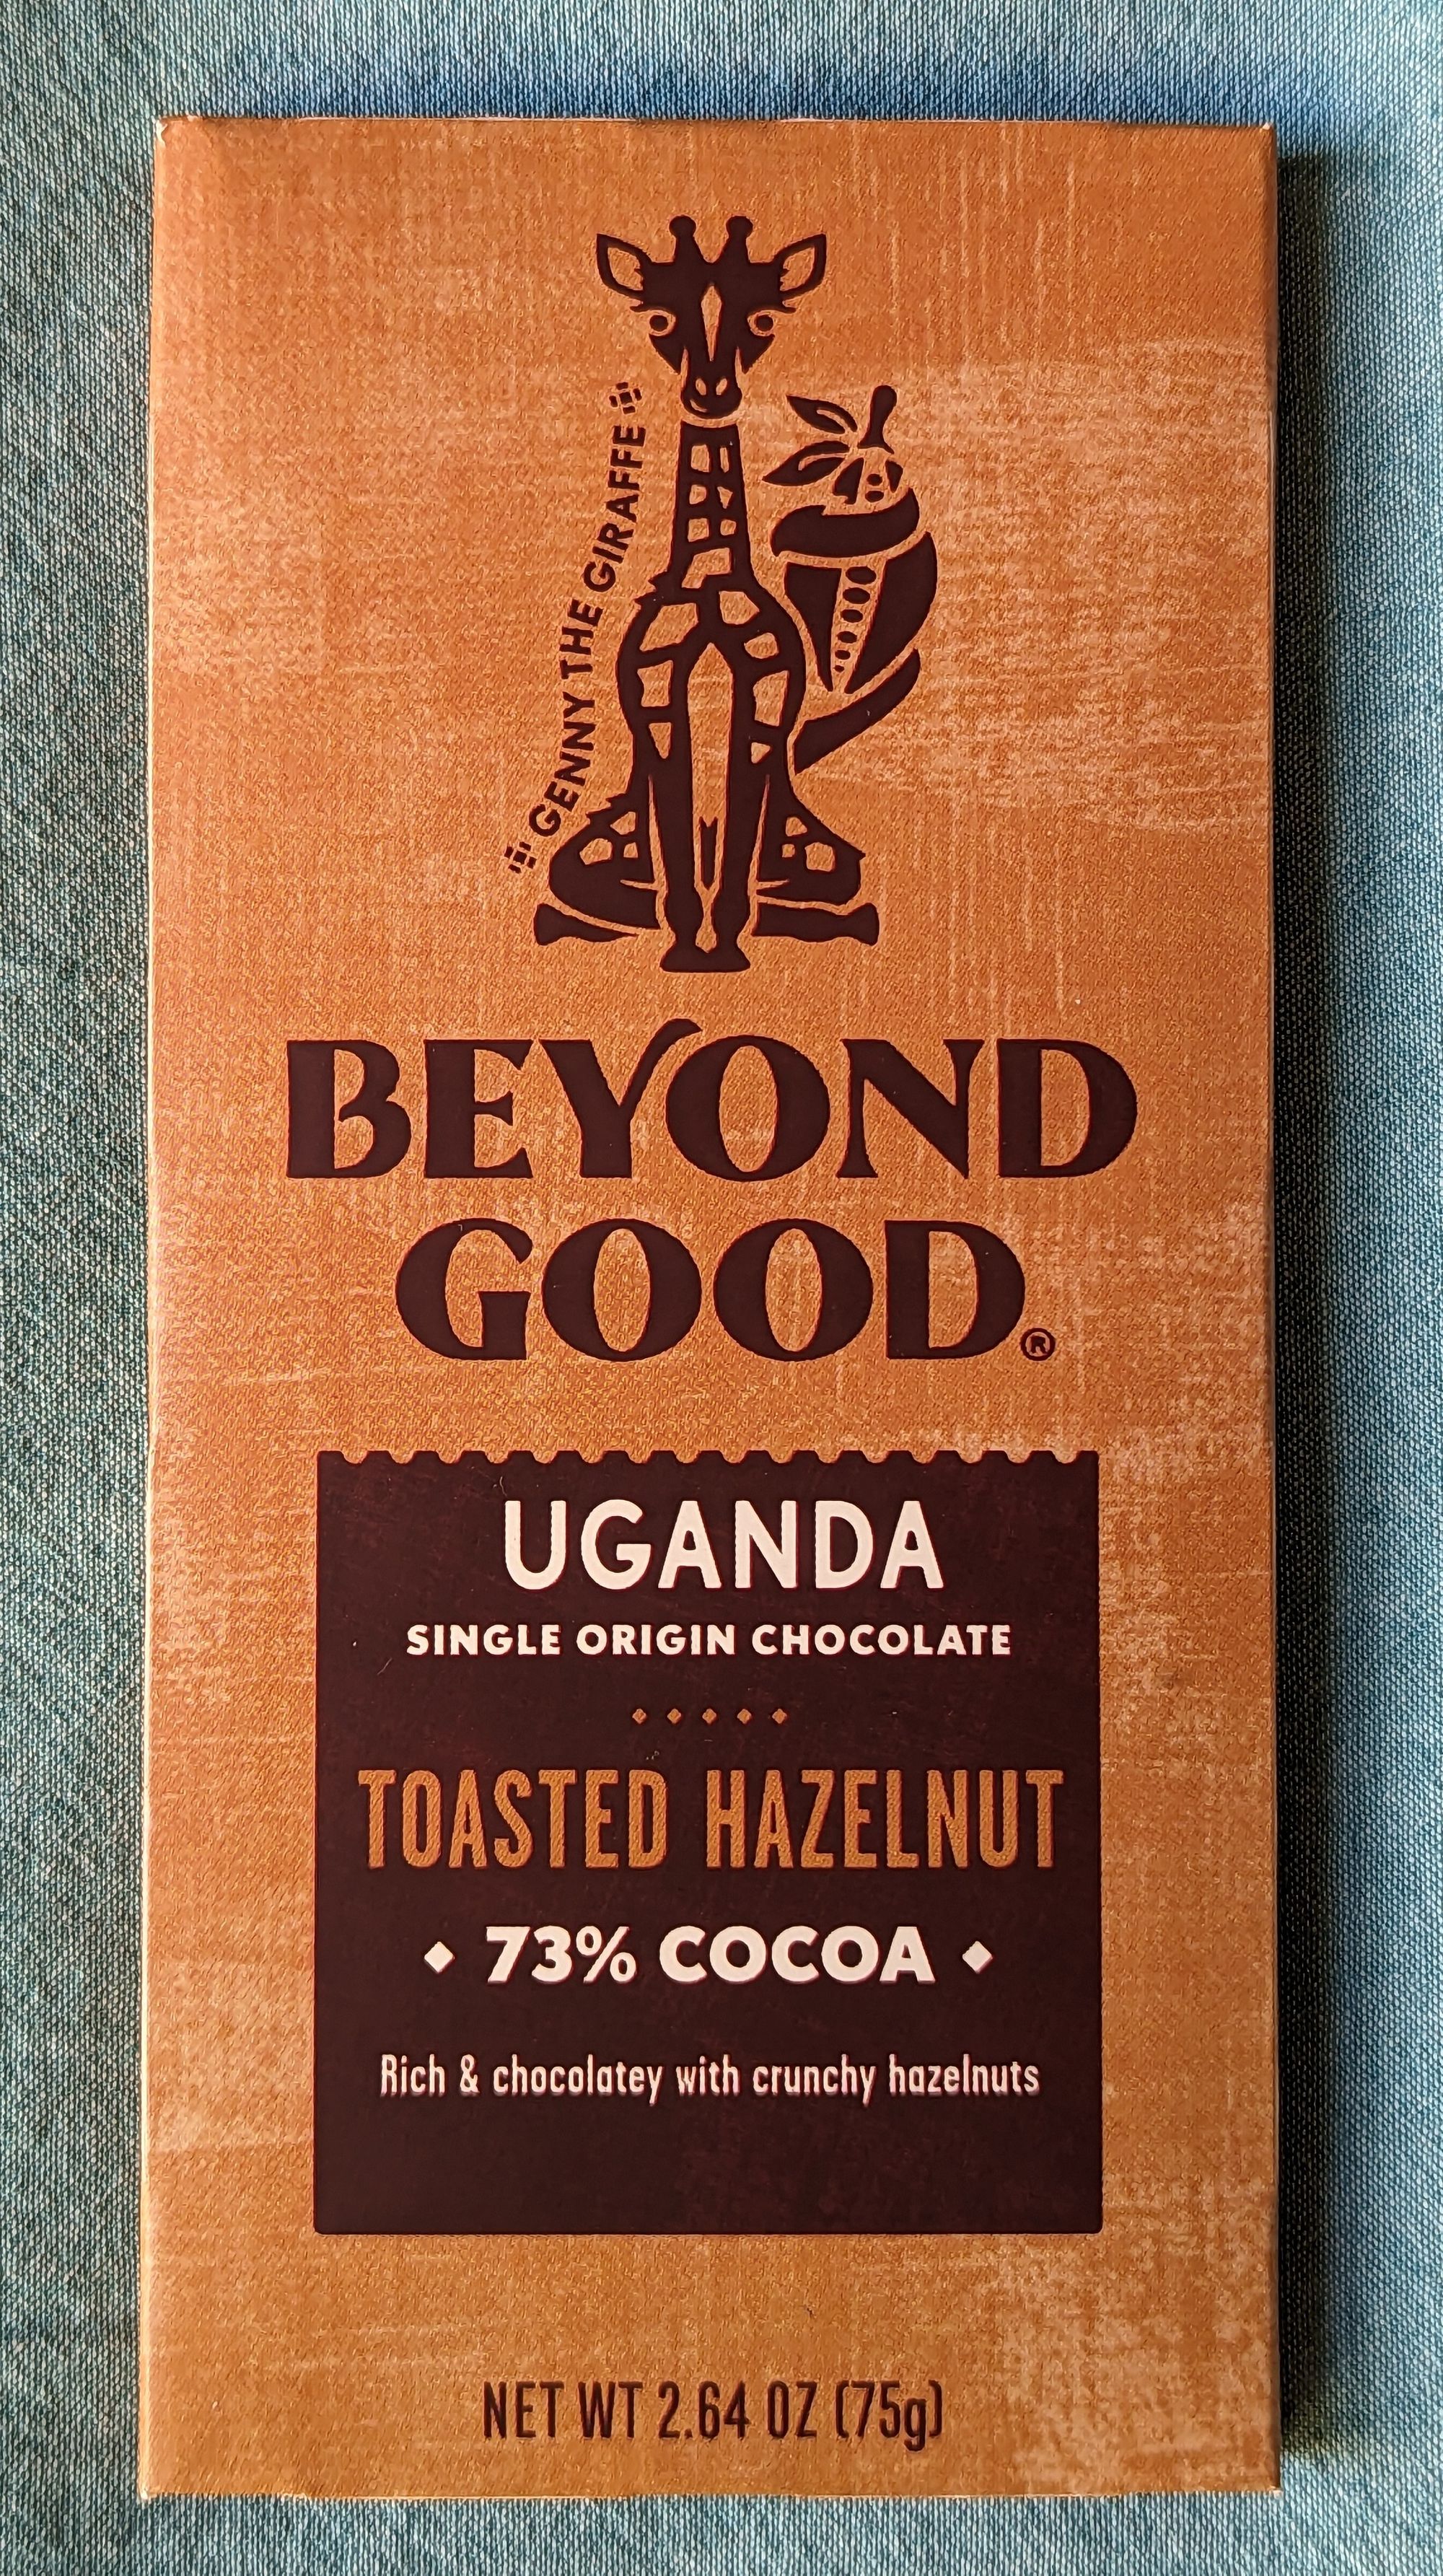 GENNY THE GIRAFFE
BEYOND
GOOD®
UGANDA
SINGLE ORIGIN CHOCOLATE
TOASTED HAZELNUT
73% COCOA
Rich & chocolatey with crunchy hazelnuts
NET WT 2.64 OZ (75g)